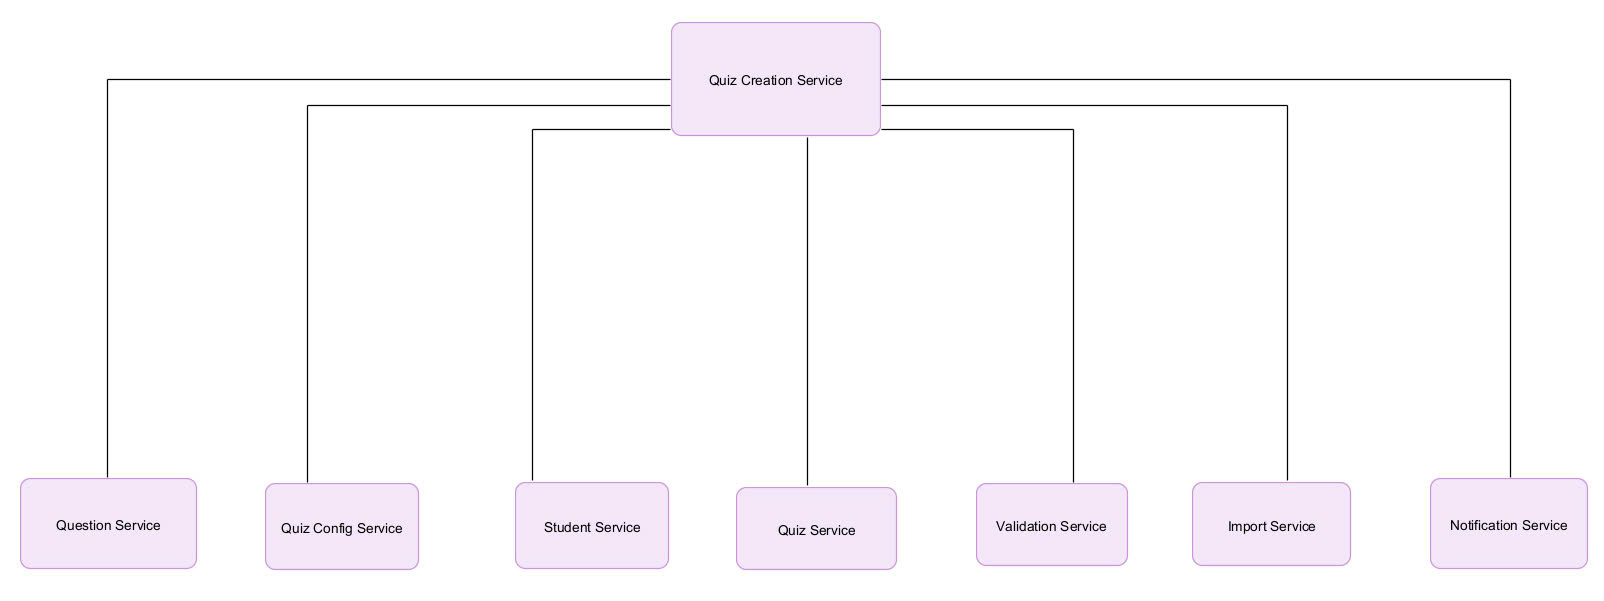 Quiz Creation Service
Question Service
Quiz Config Service
Student Service
Quiz Service
Validation Service
Import Service
Notification Service